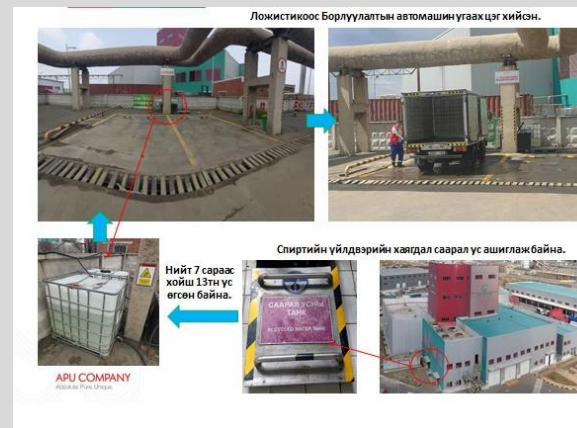 Ложистикоос Борлуулалтын автомашин угаах цэг хийсэн.
Спиртийн үйлдвэрийн хаягдал саарал ус ашиглаж байна.
Нийт 7 сараас
хойш 13тн ус
өгсөн байна.
СААРАЛ УСНЫ
ТАНК
RECYCLED WATER TANK
APU COMPANY
Absolute Pure Unique